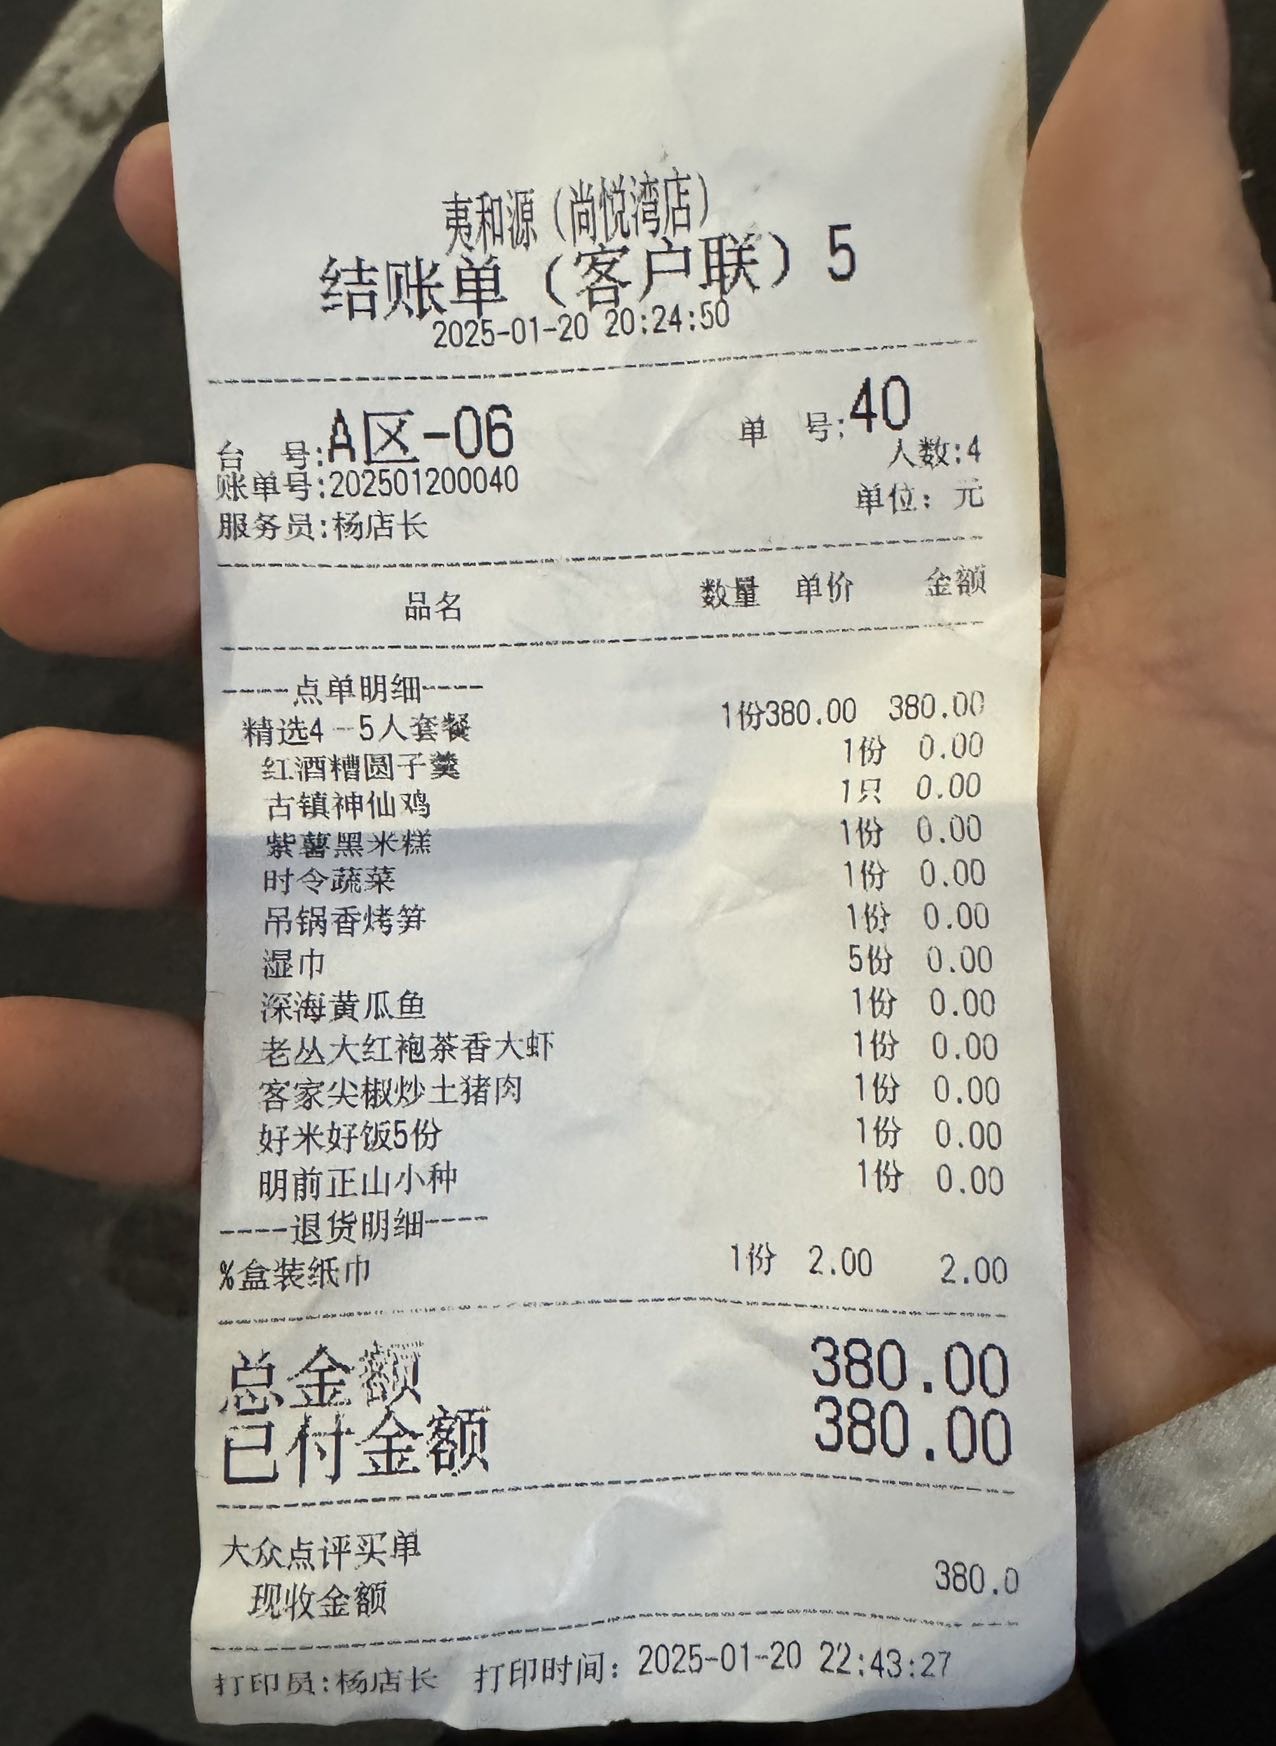 夷和源（尚悦湾店）
结账单（客户联）5
2025-01-20 20:24:50
台 号:A区-06 单 号:40
人数:4
账单号:202501200040
单位：元
服务员:杨店长
品名 数量 单价 金额
----点单明细----
精选4-5人套餐 1份380.00 380.00
红酒糟圆子羹 1份 0.00
古镇神仙鸡 1只 0.00
紫薯黑米糕 1份 0.00
时令蔬菜 1份 0.00
吊锅香烤笋 1份 0.00
湿巾 5份 0.00
深海黄瓜鱼 1份 0.00
老丛大红袍茶香大虾 1份 0.00
客家尖椒炒土猪肉 1份 0.00
好米好饭5份 1份 0.00
明前正山小种 1份 0.00
----退货明细----
%盒装纸巾 1份 2.00 2.00
总金额 380.00
已付金额 380.00
大众点评买单
现收金额 380.0
打印员:杨店长 打印时间：2025-01-20 22:43:27